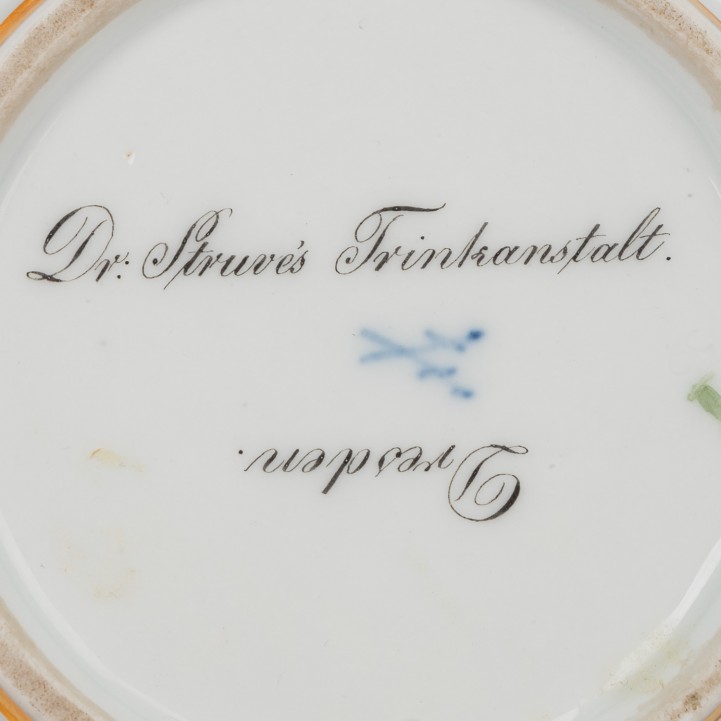 Dr. Struve's Trinkanstalt.
Dresden.